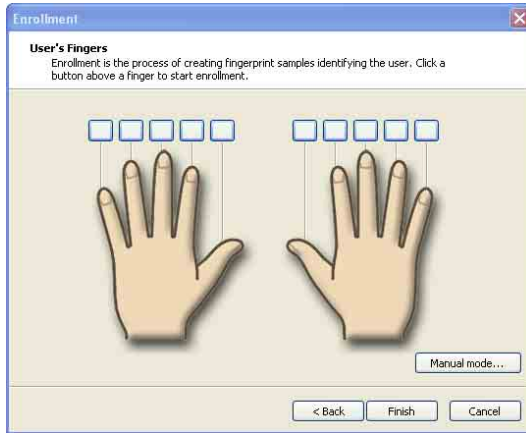 Enrollment
User's Fingers
Enrollment is the process of creating fingerprint samples identifying the user. Click a
button above a finger to start enrollment.
Manual mode...
< Back
Finish
Cancel